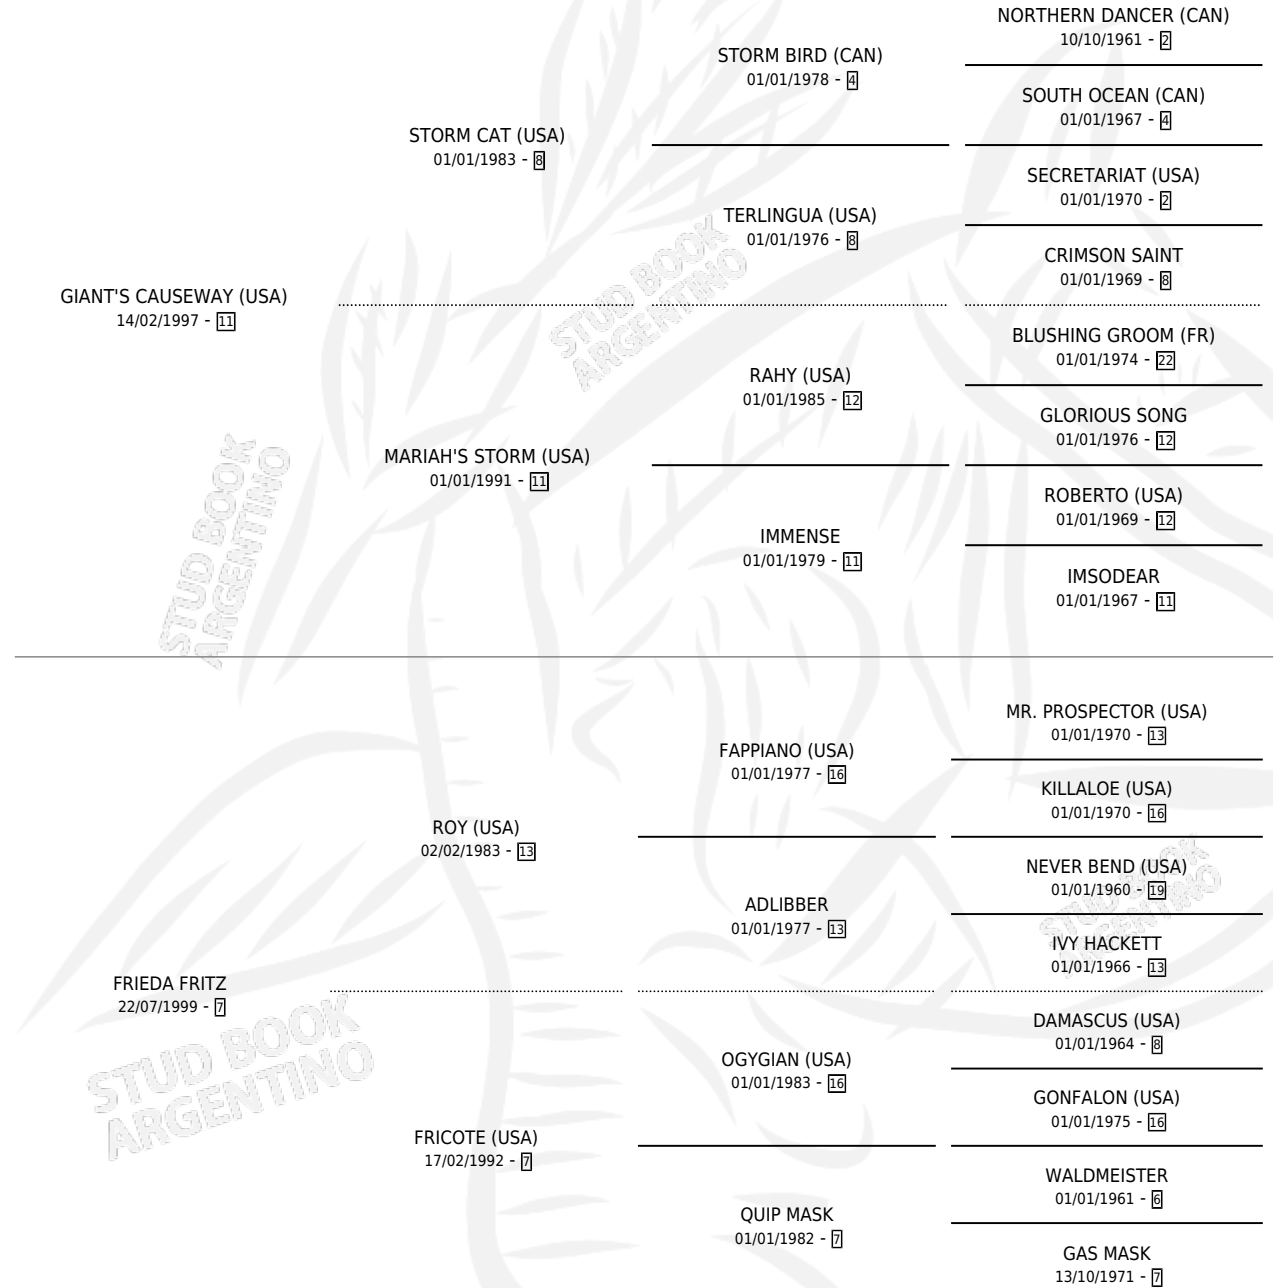 NORTHERN DANCER (CAN)
10/10/1961 - 2
STORM BIRD (CAN)
01/01/1978 - 4
SOUTH OCEAN (CAN)
01/01/1967 - 4
STORM CAT (USA)
01/01/1983 - 8
SECRETARIAT (USA)
01/01/1970 - 2
TERLINGUA (USA)
01/01/1976 - 8
CRIMSON SAINT
01/01/1969 - 8
GIANT'S CAUSEWAY (USA)
14/02/1997 - 11
BLUSHING GROOM (FR)
01/01/1974 - 22
RAHY (USA)
01/01/1985 - 12
GLORIOUS SONG
01/01/1976 - 12
MARIAH'S STORM (USA)
01/01/1991 - 11
ROBERTO (USA)
01/01/1969 - 12
IMMENSE
01/01/1979 - 11
IMSODEAR
01/01/1967 - 11
MR. PROSPECTOR (USA)
01/01/1970 - 13
FAPPIANO (USA)
01/01/1977 - 16
KILLALOE (USA)
01/01/1970 - 16
ROY (USA)
02/02/1983 - 13
NEVER BEND (USA)
01/01/1960 - 19
ADLIBBER
01/01/1977 - 13
IVY HACKETT
01/01/1966 - 13
FRIEDA FRITZ
22/07/1999 - 7
DAMASCUS (USA)
01/01/1964 - 8
OGYGIAN (USA)
01/01/1983 - 16
GONFALON (USA)
01/01/1975 - 16
FRICOTE (USA)
17/02/1992 - 7
WALDMEISTER
01/01/1961 - 6
QUIP MASK
01/01/1982 - 7
GAS MASK
13/10/1971 - 7
STUD BOOK
ARGENTINO
STUD BOOK
ARGENTINO
STUD BOOK
ARGENTINO
STUD BOOK
ARGENTINO